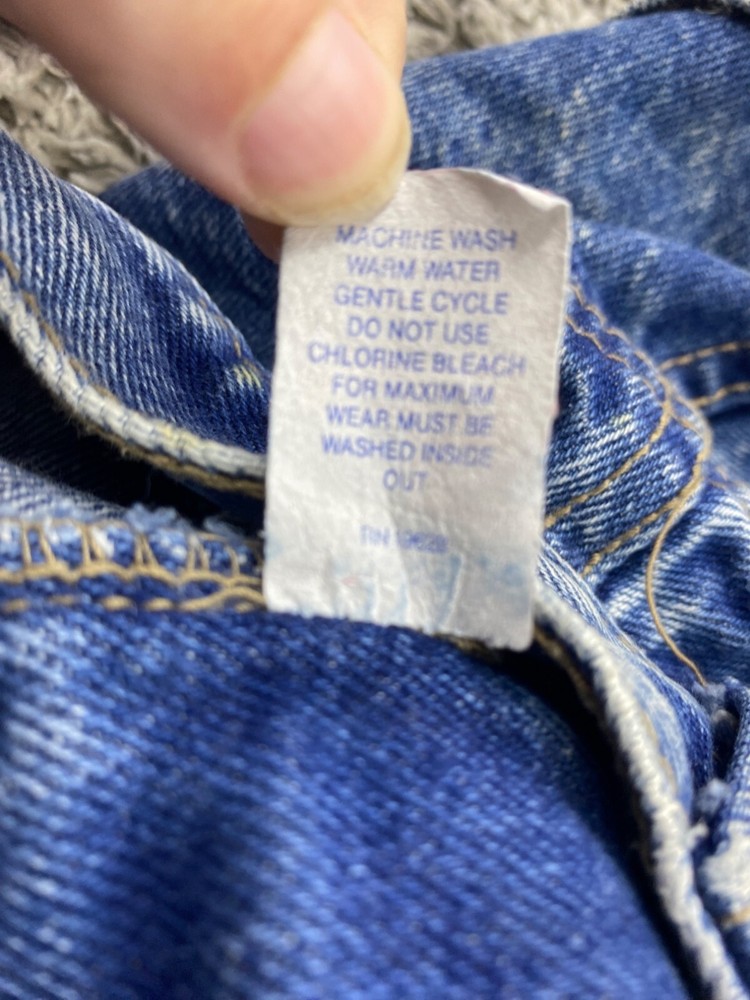 MACHINE WASH
WARM WATER
GENTLE CYCLE
DO NOT USE
CHLORINE BLEACH
FOR MAXIMUM
WEAR MUST BE
WASHED INSIDE
OUT
RN